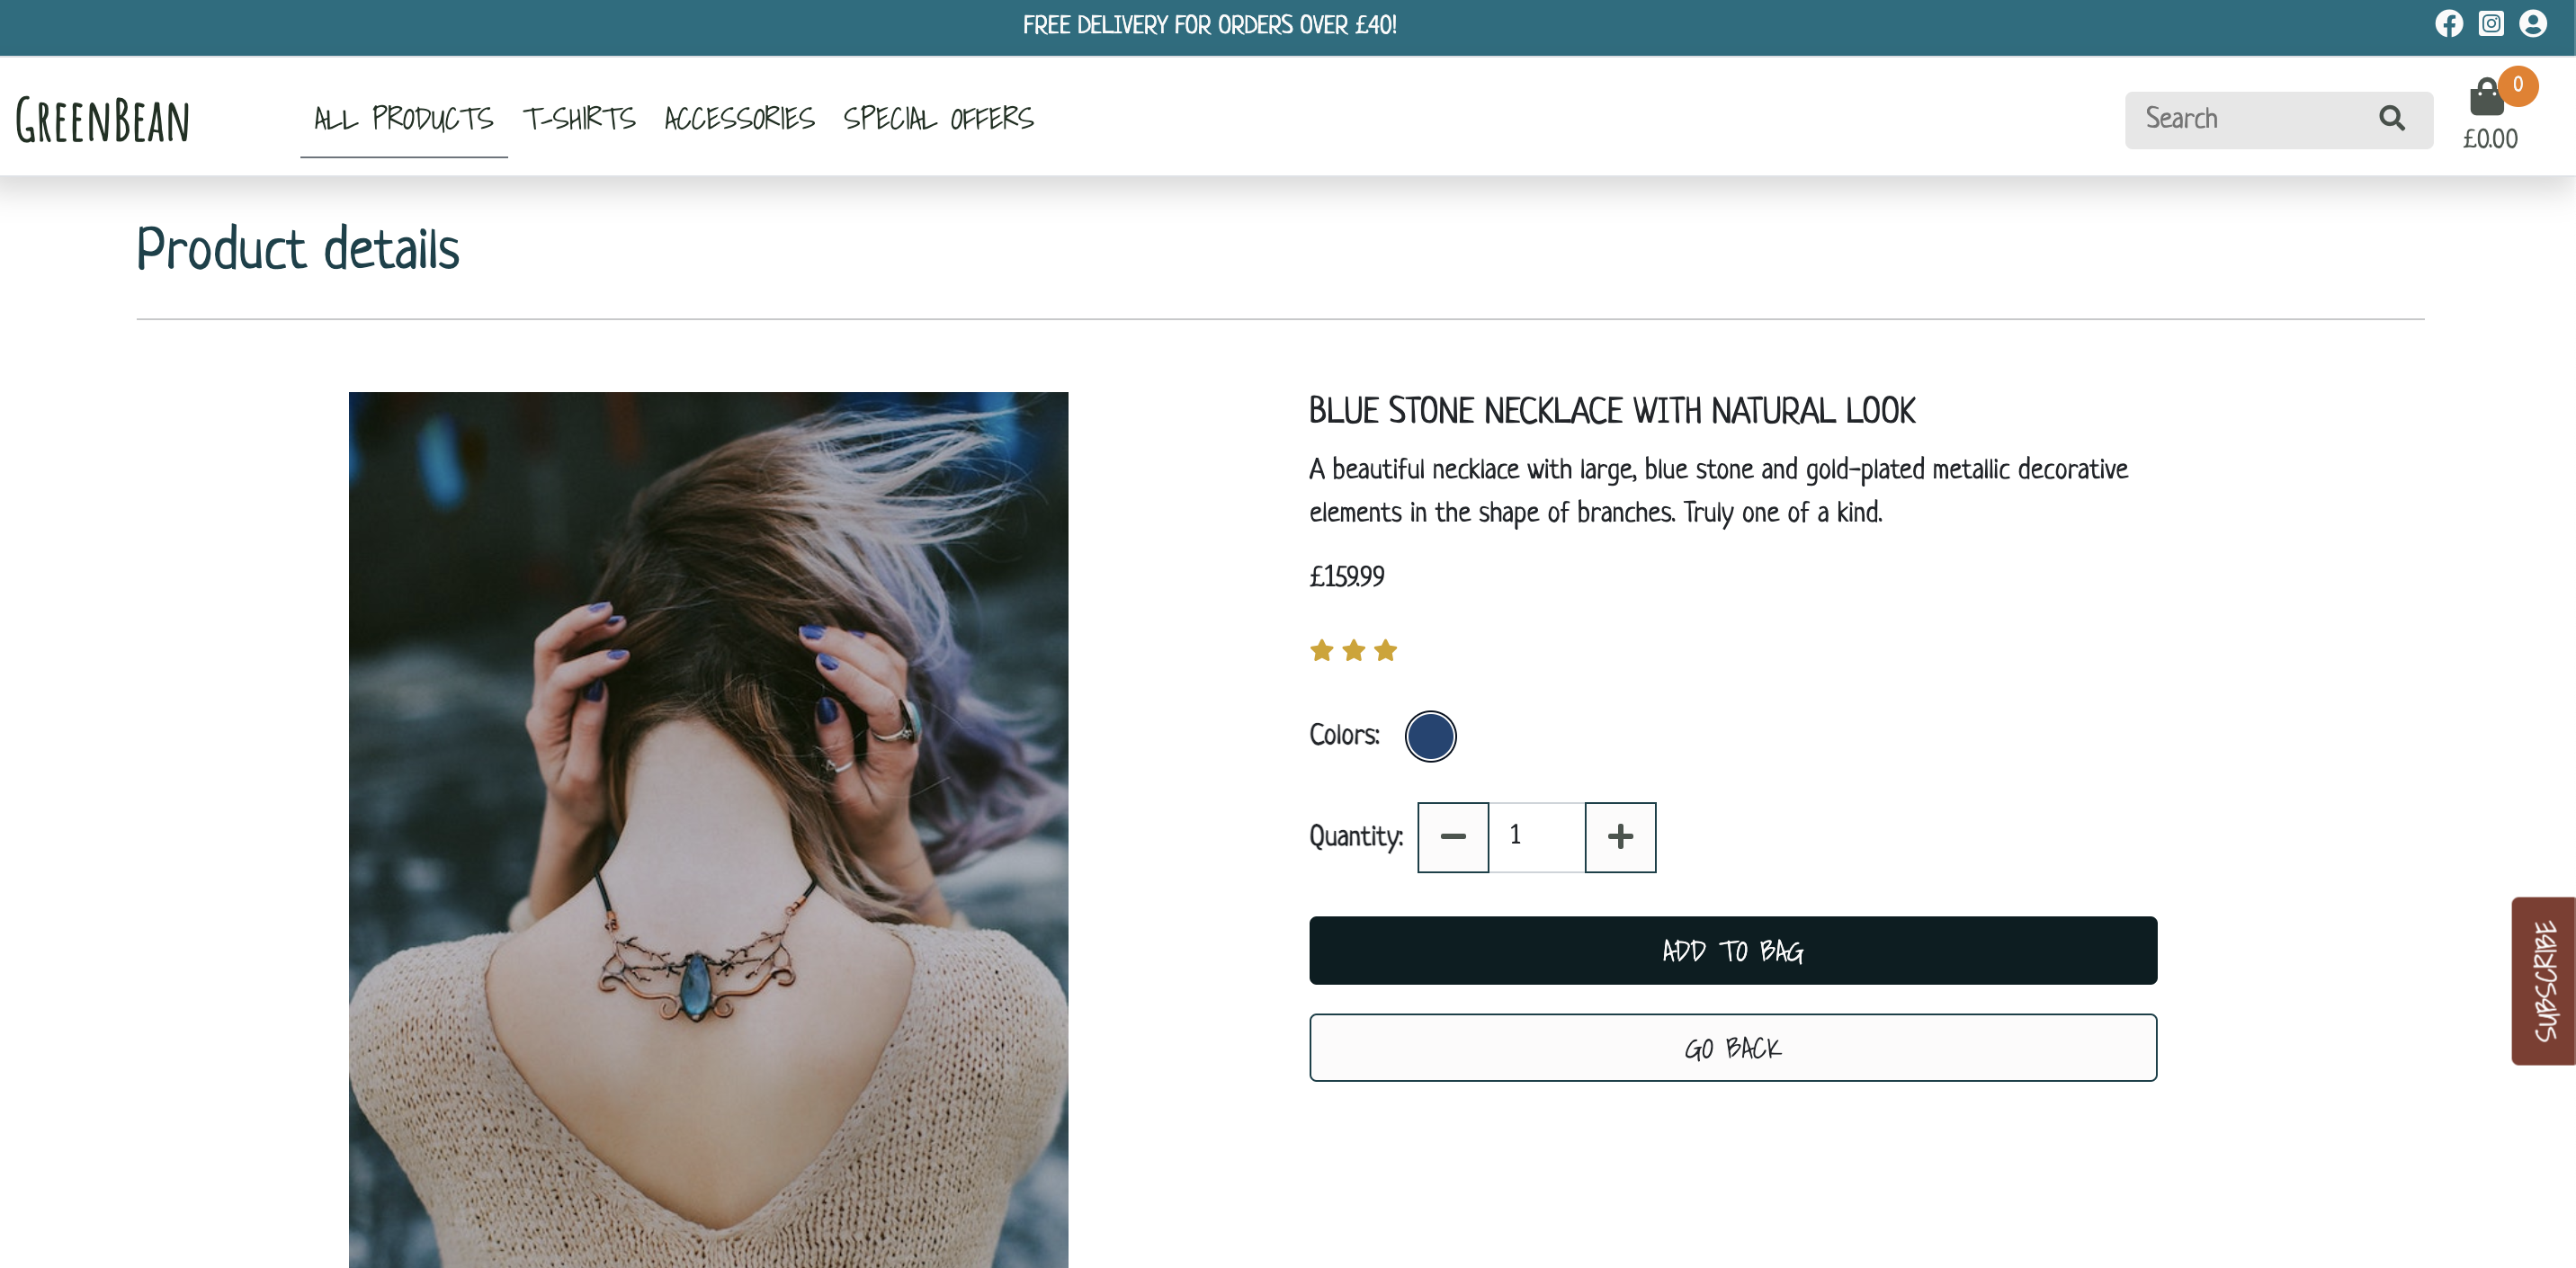 FREE DELIVERY FOR ORDERS OVER £40!
GREENBEAN
ALL PRODUCTS
T-SHIRTS
ACCESSORIES
SPECIAL OFFERS
Search
0
£0.00
Product details
BLUE STONE NECKLACE WITH NATURAL LOOK
A beautiful necklace with large, blue stone and gold-plated metallic decorative
elements in the shape of branches. Truly one of a kind.
£159.99
Colors:
Quantity:
1
ADD TO BAG
GO BACK
SUBSCRIBE